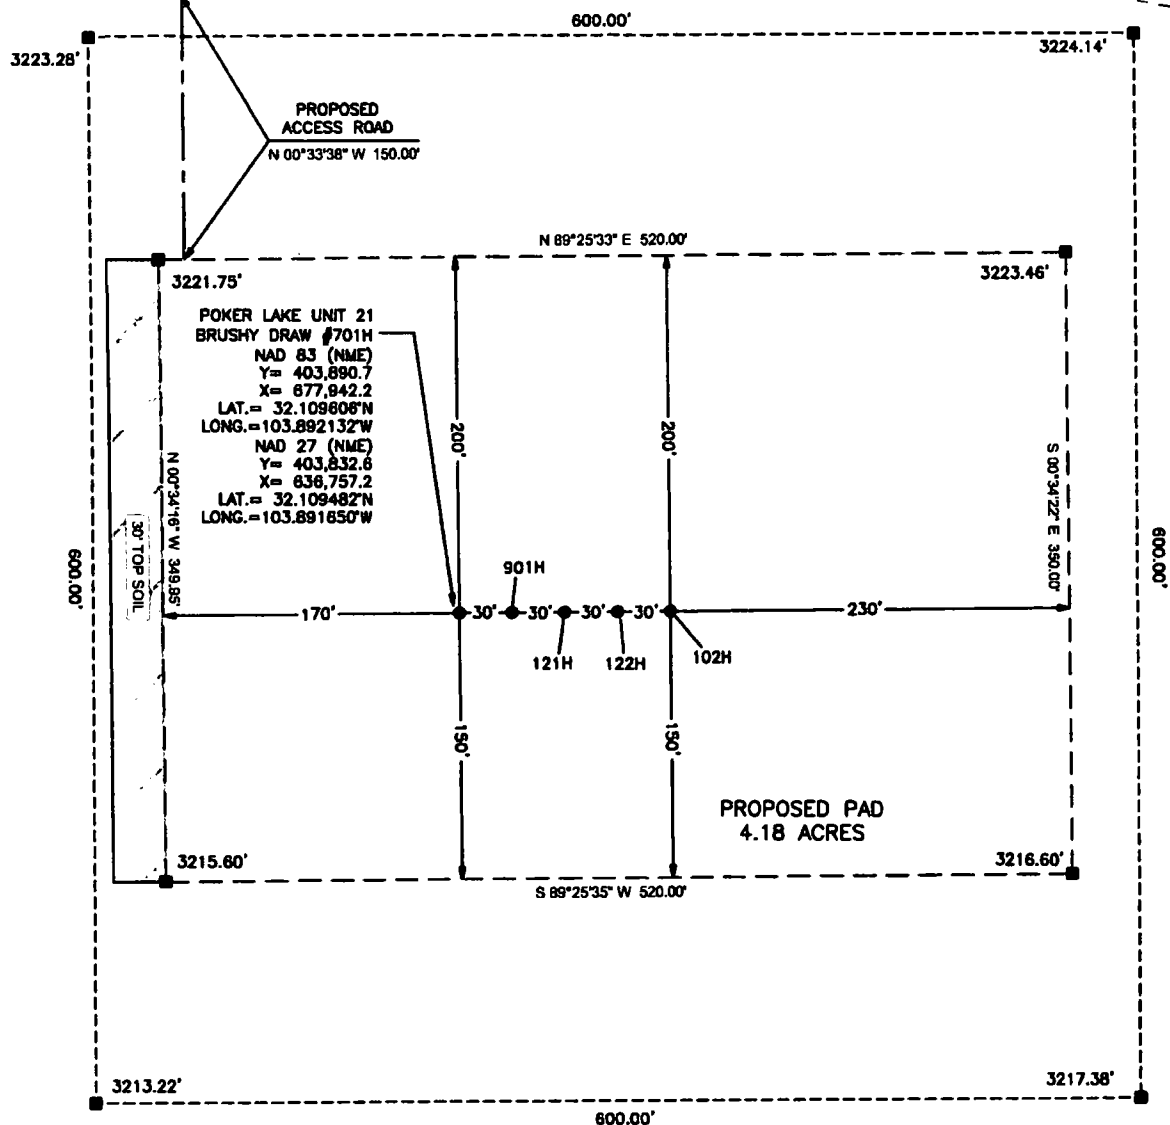 600.00'
3223.28'
3224.14'
PROPOSED
ACCESS ROAD
N 00°33'38" W 150.00'
N 89°25'33" E 520.00'
3221.75'
3223.46'
POKER LAKE UNIT 21
BRUSHY DRAW #701H
NAD 83 (NME)
Y= 403,890.7
X= 677,942.2
LAT.= 32.109606°N
LONG.=103.892132°W
NAD 27 (NME)
Y= 403,832.6
X= 636,757.2
LAT.= 32.109482°N
LONG.=103.891650°W
200'
200'
N 00°34'16" W 349.85'
S 00°34'22" E 350.00'
30' TOP SOIL
600.00'
600.00'
901H
170'
30'
30'
30'
30'
230'
121H
122H
102H
150'
150'
PROPOSED PAD
4.18 ACRES
3215.60'
3216.60'
S 89°25'35" W 520.00'
3213.22'
3217.38'
600.00'